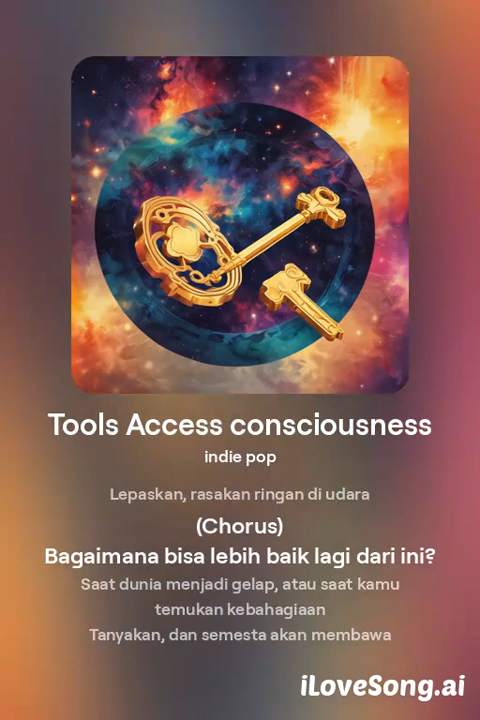 Tools Access consciousness
indie pop
Lepaskan, rasakan ringan di udara
(Chorus)
Bagaimana bisa lebih baik lagi dari ini?
Saat dunia menjadi gelap, atau saat kamu
temukan kebahagiaan
Tanyakan, dan semesta akan membawa
iLoveSong.ai